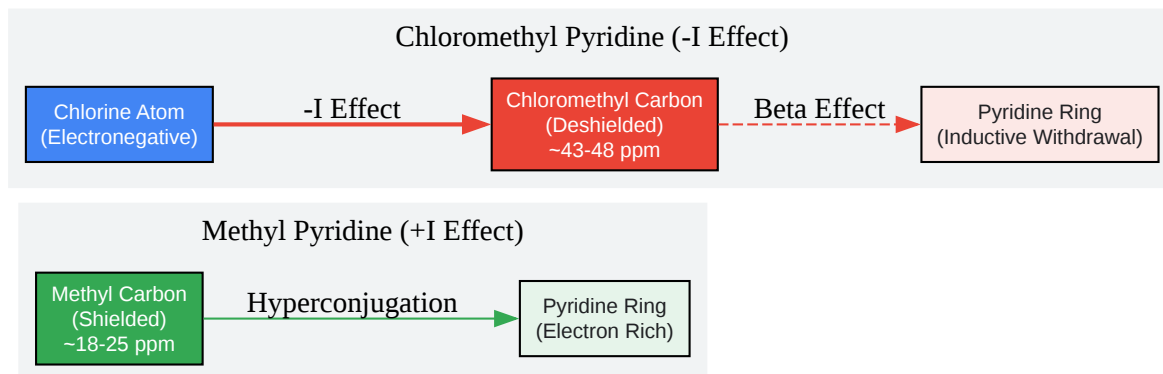 Chloromethyl Pyridine (-I Effect)
Chlorine Atom
(Electronegative)
-I Effect
Chloromethyl Carbon
(Deshielded)
~43-48 ppm
Beta Effect
Pyridine Ring
(Inductive Withdrawal)
Methyl Pyridine (+I Effect)
Methyl Carbon
(Shielded)
~18-25 ppm
Hyperconjugation
Pyridine Ring
(Electron Rich)